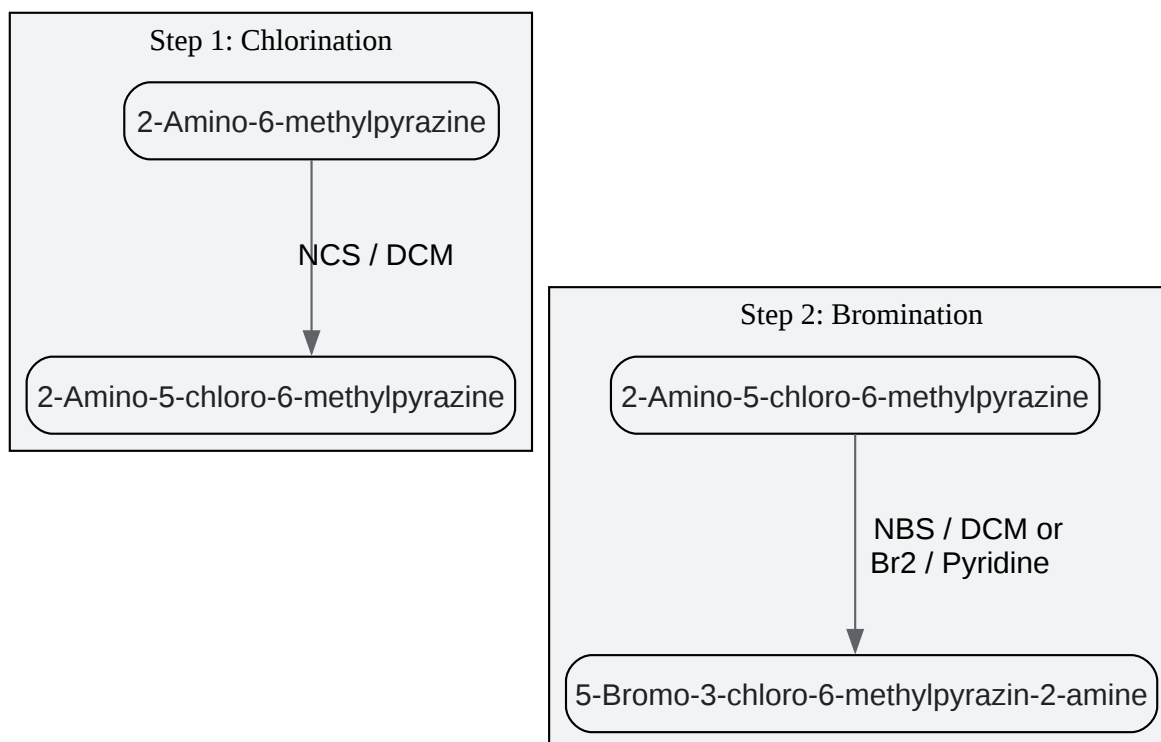 Step 1: Chlorination
2-Amino-6-methylpyrazine
NCS / DCM
2-Amino-5-chloro-6-methylpyrazine
Step 2: Bromination
2-Amino-5-chloro-6-methylpyrazine
NBS / DCM or
Br2 / Pyridine
5-Bromo-3-chloro-6-methylpyrazin-2-amine